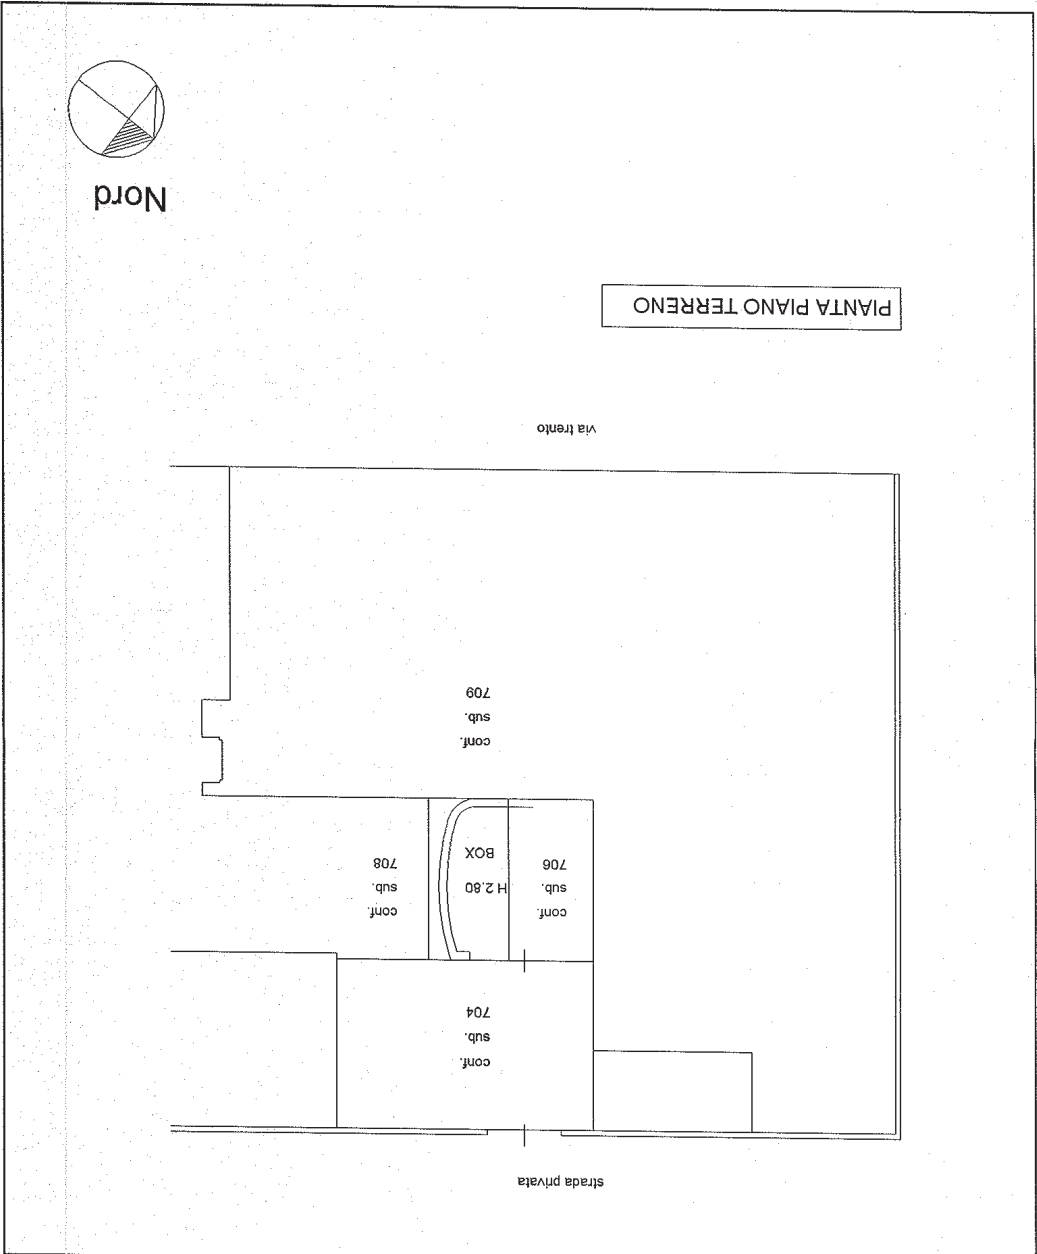 strada privata
conf.
sub.
704
conf.
sub.
706
H 2.80
BOX
conf.
sub.
708
conf.
sub.
709
via trento
PIANTA PIANO TERRENO
Nord